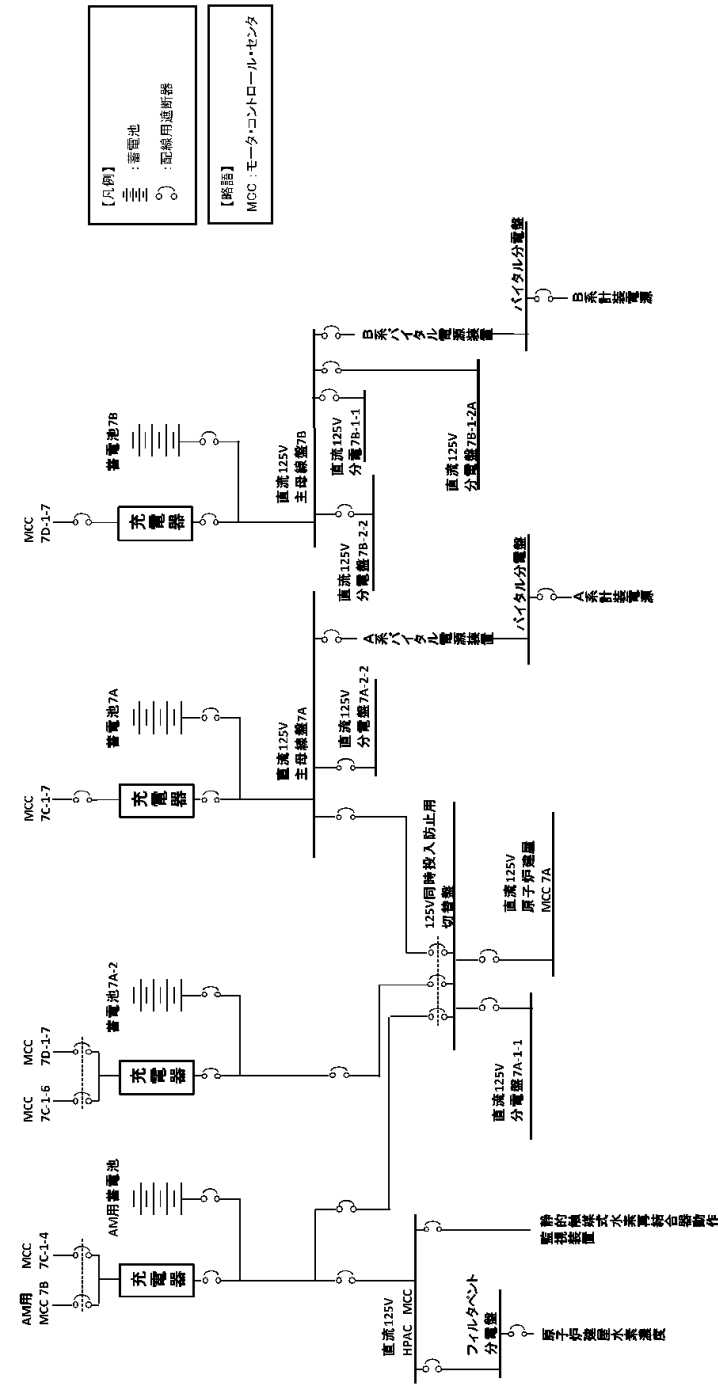 【凡例】
:蓄電池
:配線用遮断器
【略語】
MCC :モータ・コントロール・センタ
AM用
MCC 7B
MCC
7C-1-4
充電器
AM用蓄電池
直流125V
HPAC MCC
フィルタベント
分電盤
原子炉建屋水素濃度
静的触媒式水素再結合器動作
監視装置
MCC
7C-1-6
MCC
7D-1-7
充電器
蓄電池7A-2
125V同時投入防止用
切替盤
直流125V
分電盤7A-1-1
直流125V
原子炉建屋
MCC 7A
MCC
7C-1-7
充電器
蓄電池7A
直流125V
主母線盤7A
直流125V
分電盤7A-2-2
A系バイタル電源装置
バイタル分電盤
A系計装電源
MCC
7D-1-7
充電器
蓄電池7B
直流125V
主母線盤7B
直流125V
分電盤7B-2-2
直流125V
分電7B-1-1
直流125V
分電盤7B-1-2A
B系バイタル電源装置
バイタル分電盤
B系計装電源